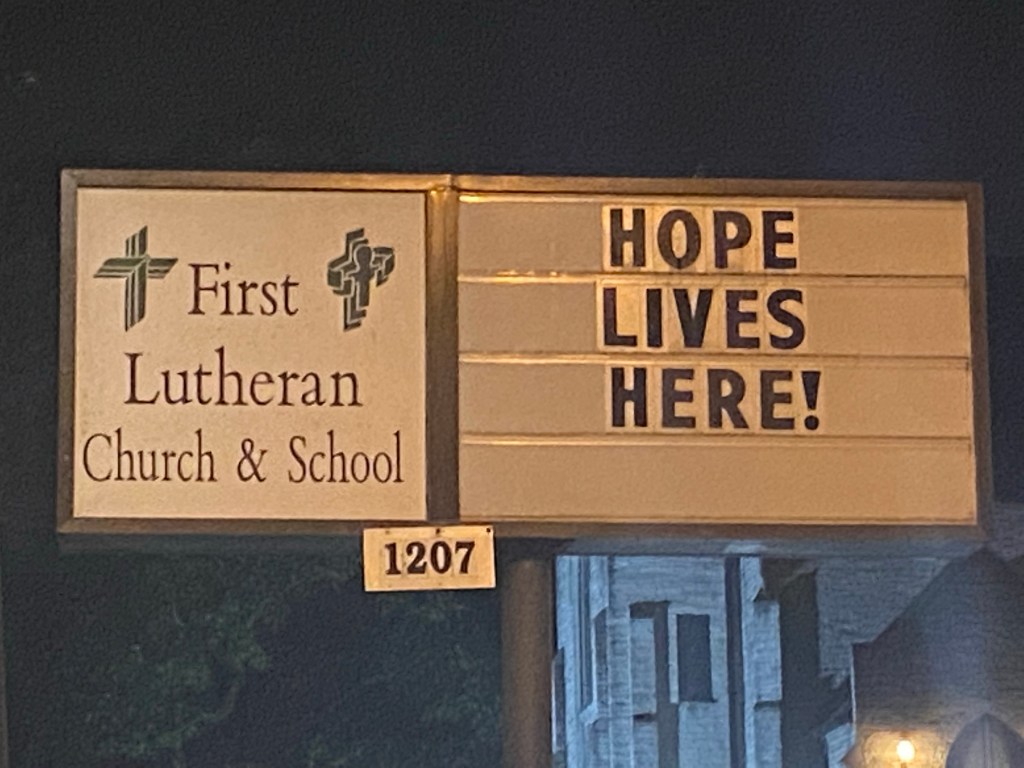 First
Lutheran
Church & School
HOPE
LIVES
HERE!
1207